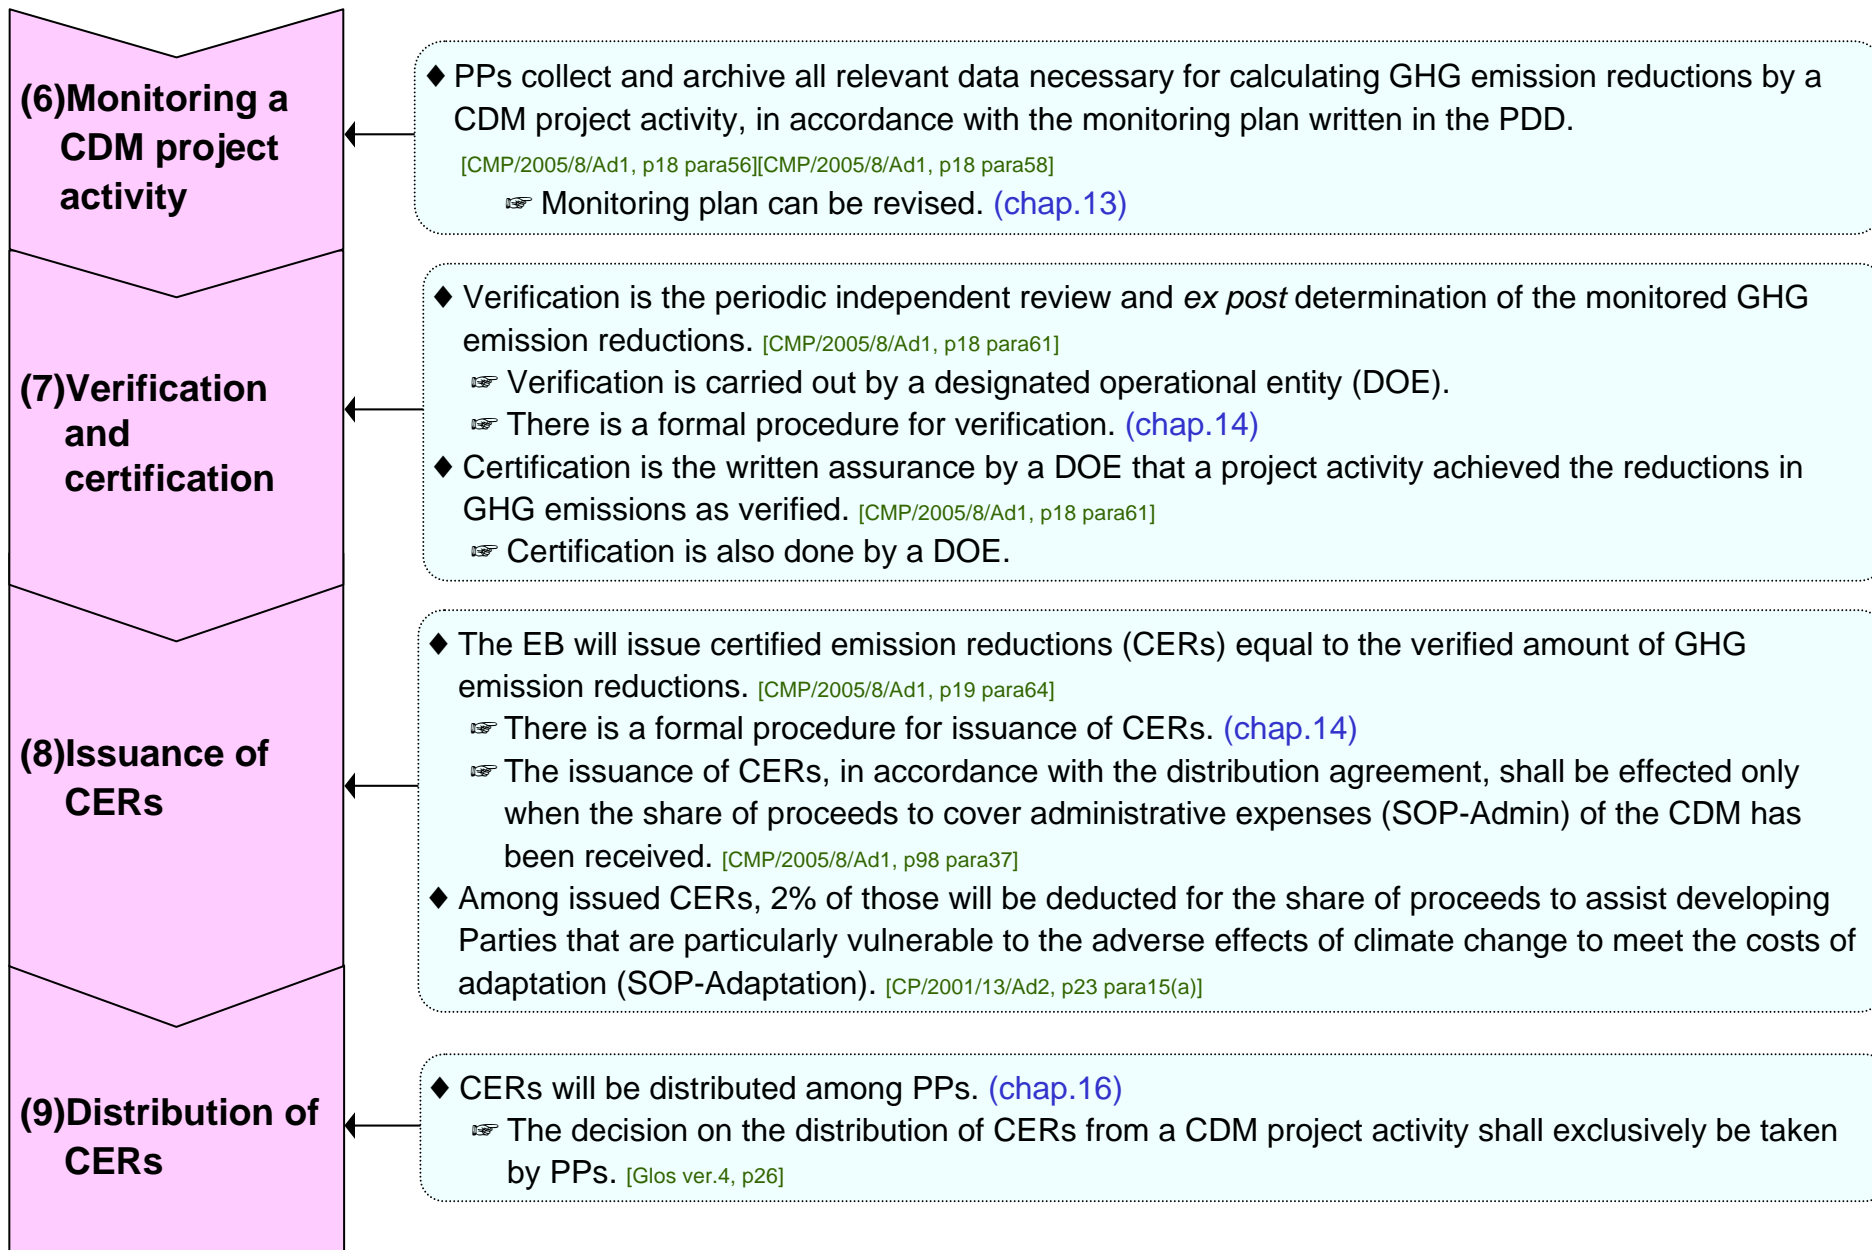 (6)Monitoring a
CDM project
activity
♦ PPs collect and archive all relevant data necessary for calculating GHG emission reductions by a
CDM project activity, in accordance with the monitoring plan written in the PDD.
[CMP/2005/8/Ad1, p18 para56][CMP/2005/8/Ad1, p18 para58]
☞ Monitoring plan can be revised. (chap.13)
(7)Verification
and
certification
♦ Verification is the periodic independent review and ex post determination of the monitored GHG
emission reductions. [CMP/2005/8/Ad1, p18 para61]
☞ Verification is carried out by a designated operational entity (DOE).
☞ There is a formal procedure for verification. (chap.14)
♦ Certification is the written assurance by a DOE that a project activity achieved the reductions in
GHG emissions as verified. [CMP/2005/8/Ad1, p18 para61]
☞ Certification is also done by a DOE.
(8)Issuance of
CERs
♦ The EB will issue certified emission reductions (CERs) equal to the verified amount of GHG
emission reductions. [CMP/2005/8/Ad1, p19 para64]
☞ There is a formal procedure for issuance of CERs. (chap.14)
☞ The issuance of CERs, in accordance with the distribution agreement, shall be effected only
when the share of proceeds to cover administrative expenses (SOP-Admin) of the CDM has
been received. [CMP/2005/8/Ad1, p98 para37]
♦ Among issued CERs, 2% of those will be deducted for the share of proceeds to assist developing
Parties that are particularly vulnerable to the adverse effects of climate change to meet the costs of
adaptation (SOP-Adaptation). [CP/2001/13/Ad2, p23 para15(a)]
(9)Distribution of
CERs
♦ CERs will be distributed among PPs. (chap.16)
☞ The decision on the distribution of CERs from a CDM project activity shall exclusively be taken
by PPs. [Glos ver.4, p26]